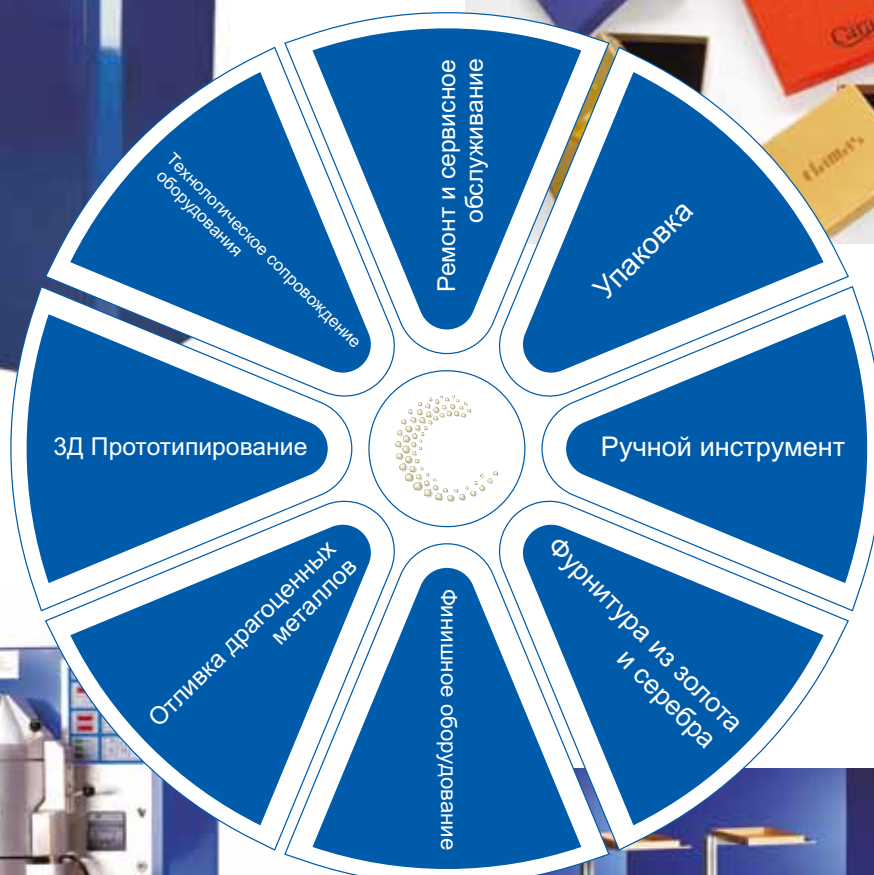 Ремонт и сервисное
обслуживание
Упаковка
Ручной инструмент
Фурнитура из золота
и серебра
Финишное оборудование
Отливка драгоценных
металлов
3Д Прототипирование
Технологическое сопровождение
оборудования